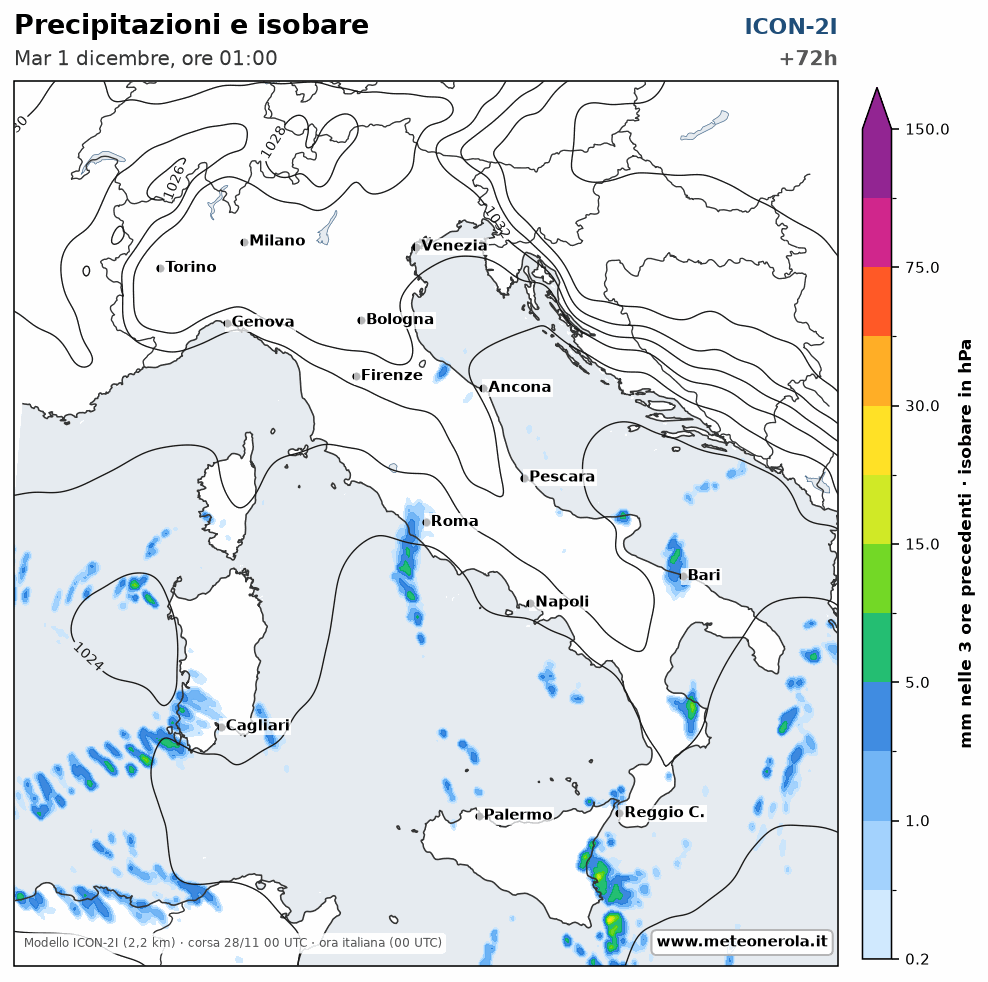 Precipitazioni e isobare
ICON-2I
Mar 1 dicembre, ore 01:00
+72h
1028
1026
Milano
Venezia
Torino
Genova
Bologna
Firenze
Ancona
Pescara
Roma
Bari
Napoli
1024
Cagliari
Palermo
Reggio C.
Modello ICON-2I (2,2 km) · corsa 28/11 00 UTC · ora italiana (00 UTC)
www.meteonerola.it
150.0
75.0
30.0
15.0
5.0
1.0
0.2
mm nelle 3 ore precedenti · isobare in hPa